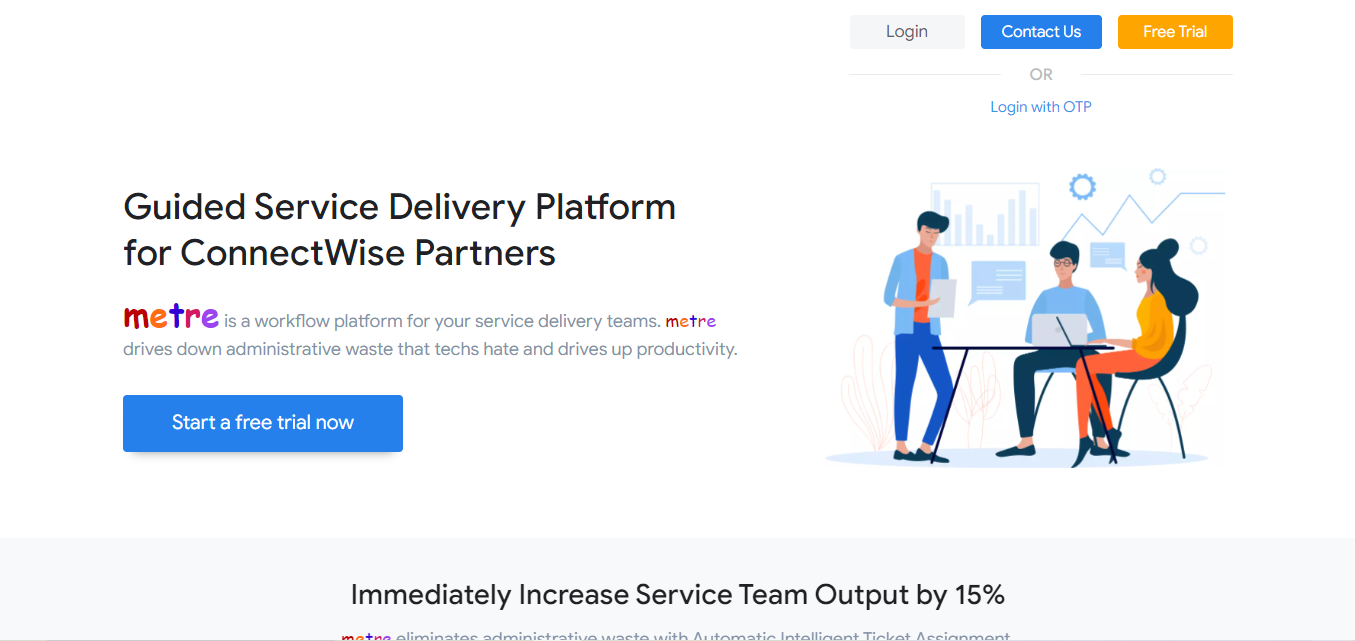 Login
Contact Us
Free Trial
OR
Login with OTP
Guided Service Delivery Platform
for ConnectWise Partners
metre is a workflow platform for your service delivery teams. metre
drives down administrative waste that techs hate and drives up productivity.
Start a free trial now
Immediately Increase Service Team Output by 15%
metre eliminates administrative waste with Automatic Intelligent Ticket Assignment